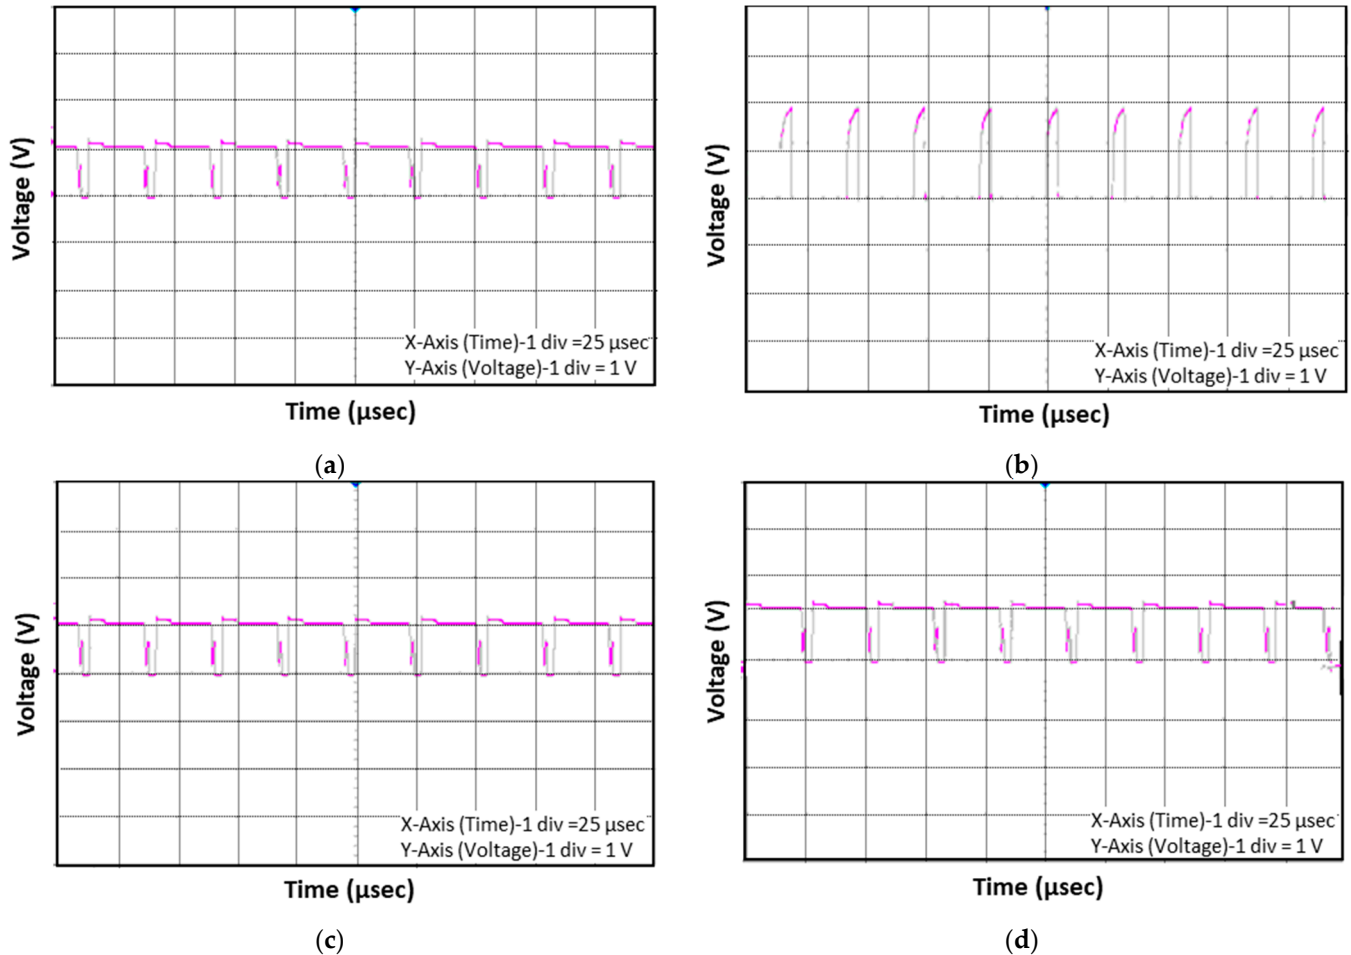 Voltage (V)
X-Axis (Time)-1 div =25 µsec
Y-Axis (Voltage)-1 div = 1 V
Time (µsec)
(a)
Voltage (V)
X-Axis (Time)-1 div =25 µsec
Y-Axis (Voltage)-1 div = 1 V
Time (µsec)
(b)
Voltage (V)
X-Axis (Time)-1 div =25 µsec
Y-Axis (Voltage)-1 div = 1 V
Time (µsec)
(c)
Voltage (V)
X-Axis (Time)-1 div =25 µsec
Y-Axis (Voltage)-1 div = 1 V
Time (µsec)
(d)